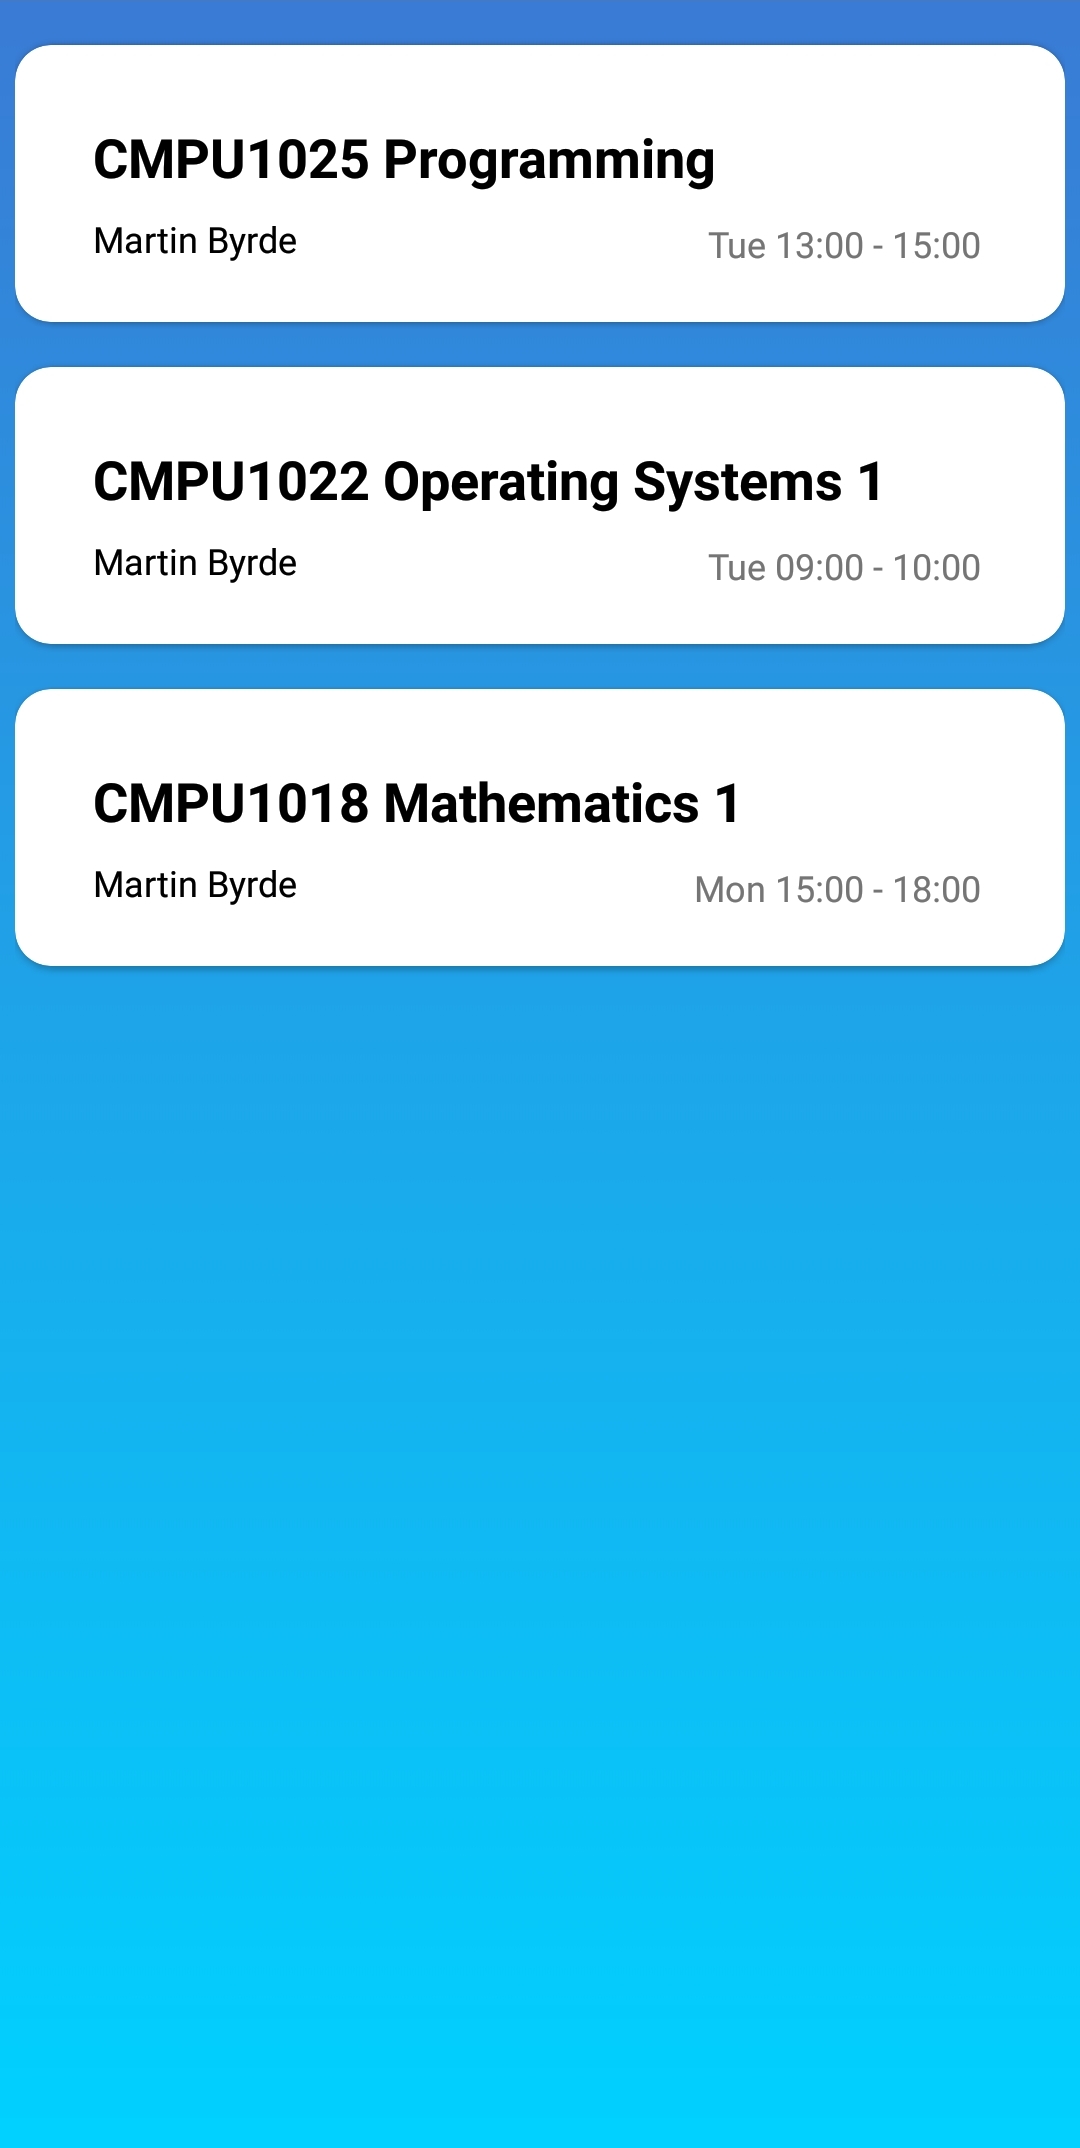 CMPU1025 Programming
Martin Byrde
Tue 13:00 - 15:00
CMPU1022 Operating Systems 1
Martin Byrde
Tue 09:00 - 10:00
CMPU1018 Mathematics 1
Martin Byrde
Mon 15:00 - 18:00